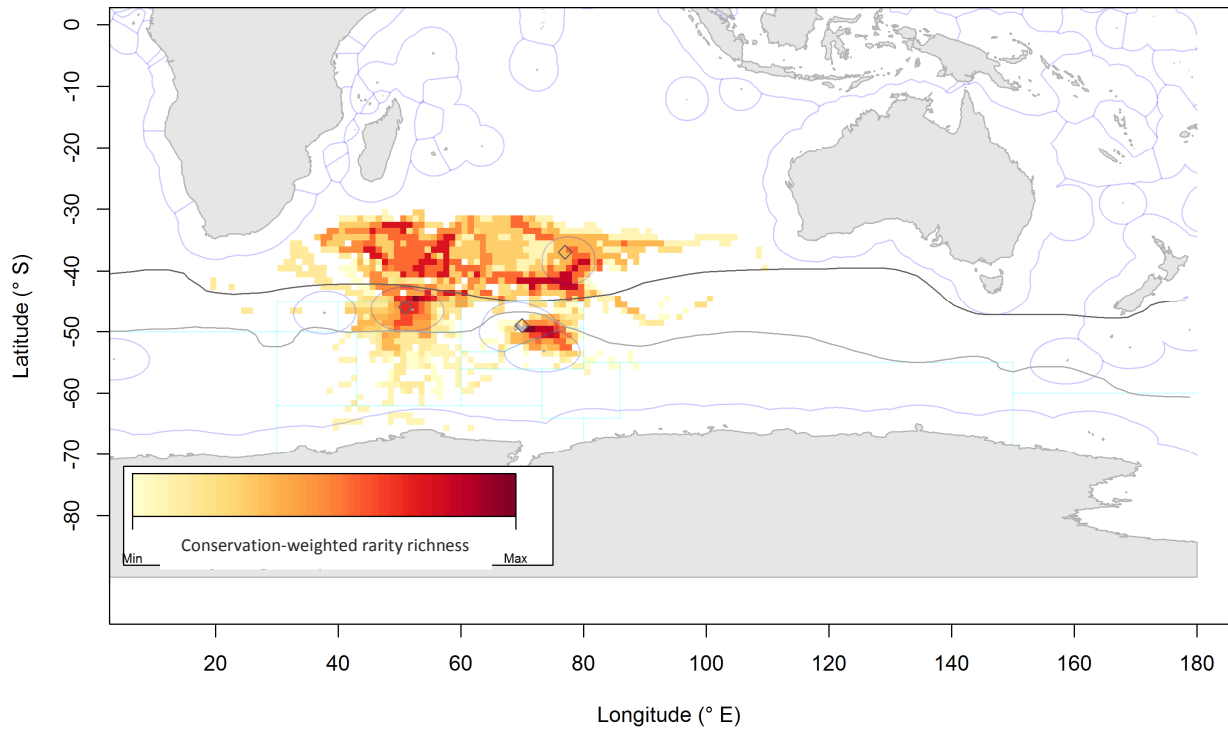 0
-10
-20
-30
-40
-50
-60
-70
-80
Latitude (° S)
Conservation-weighted rarity richness
Min Max
20 40 60 80 100 120 140 160 180
Longitude (° E)